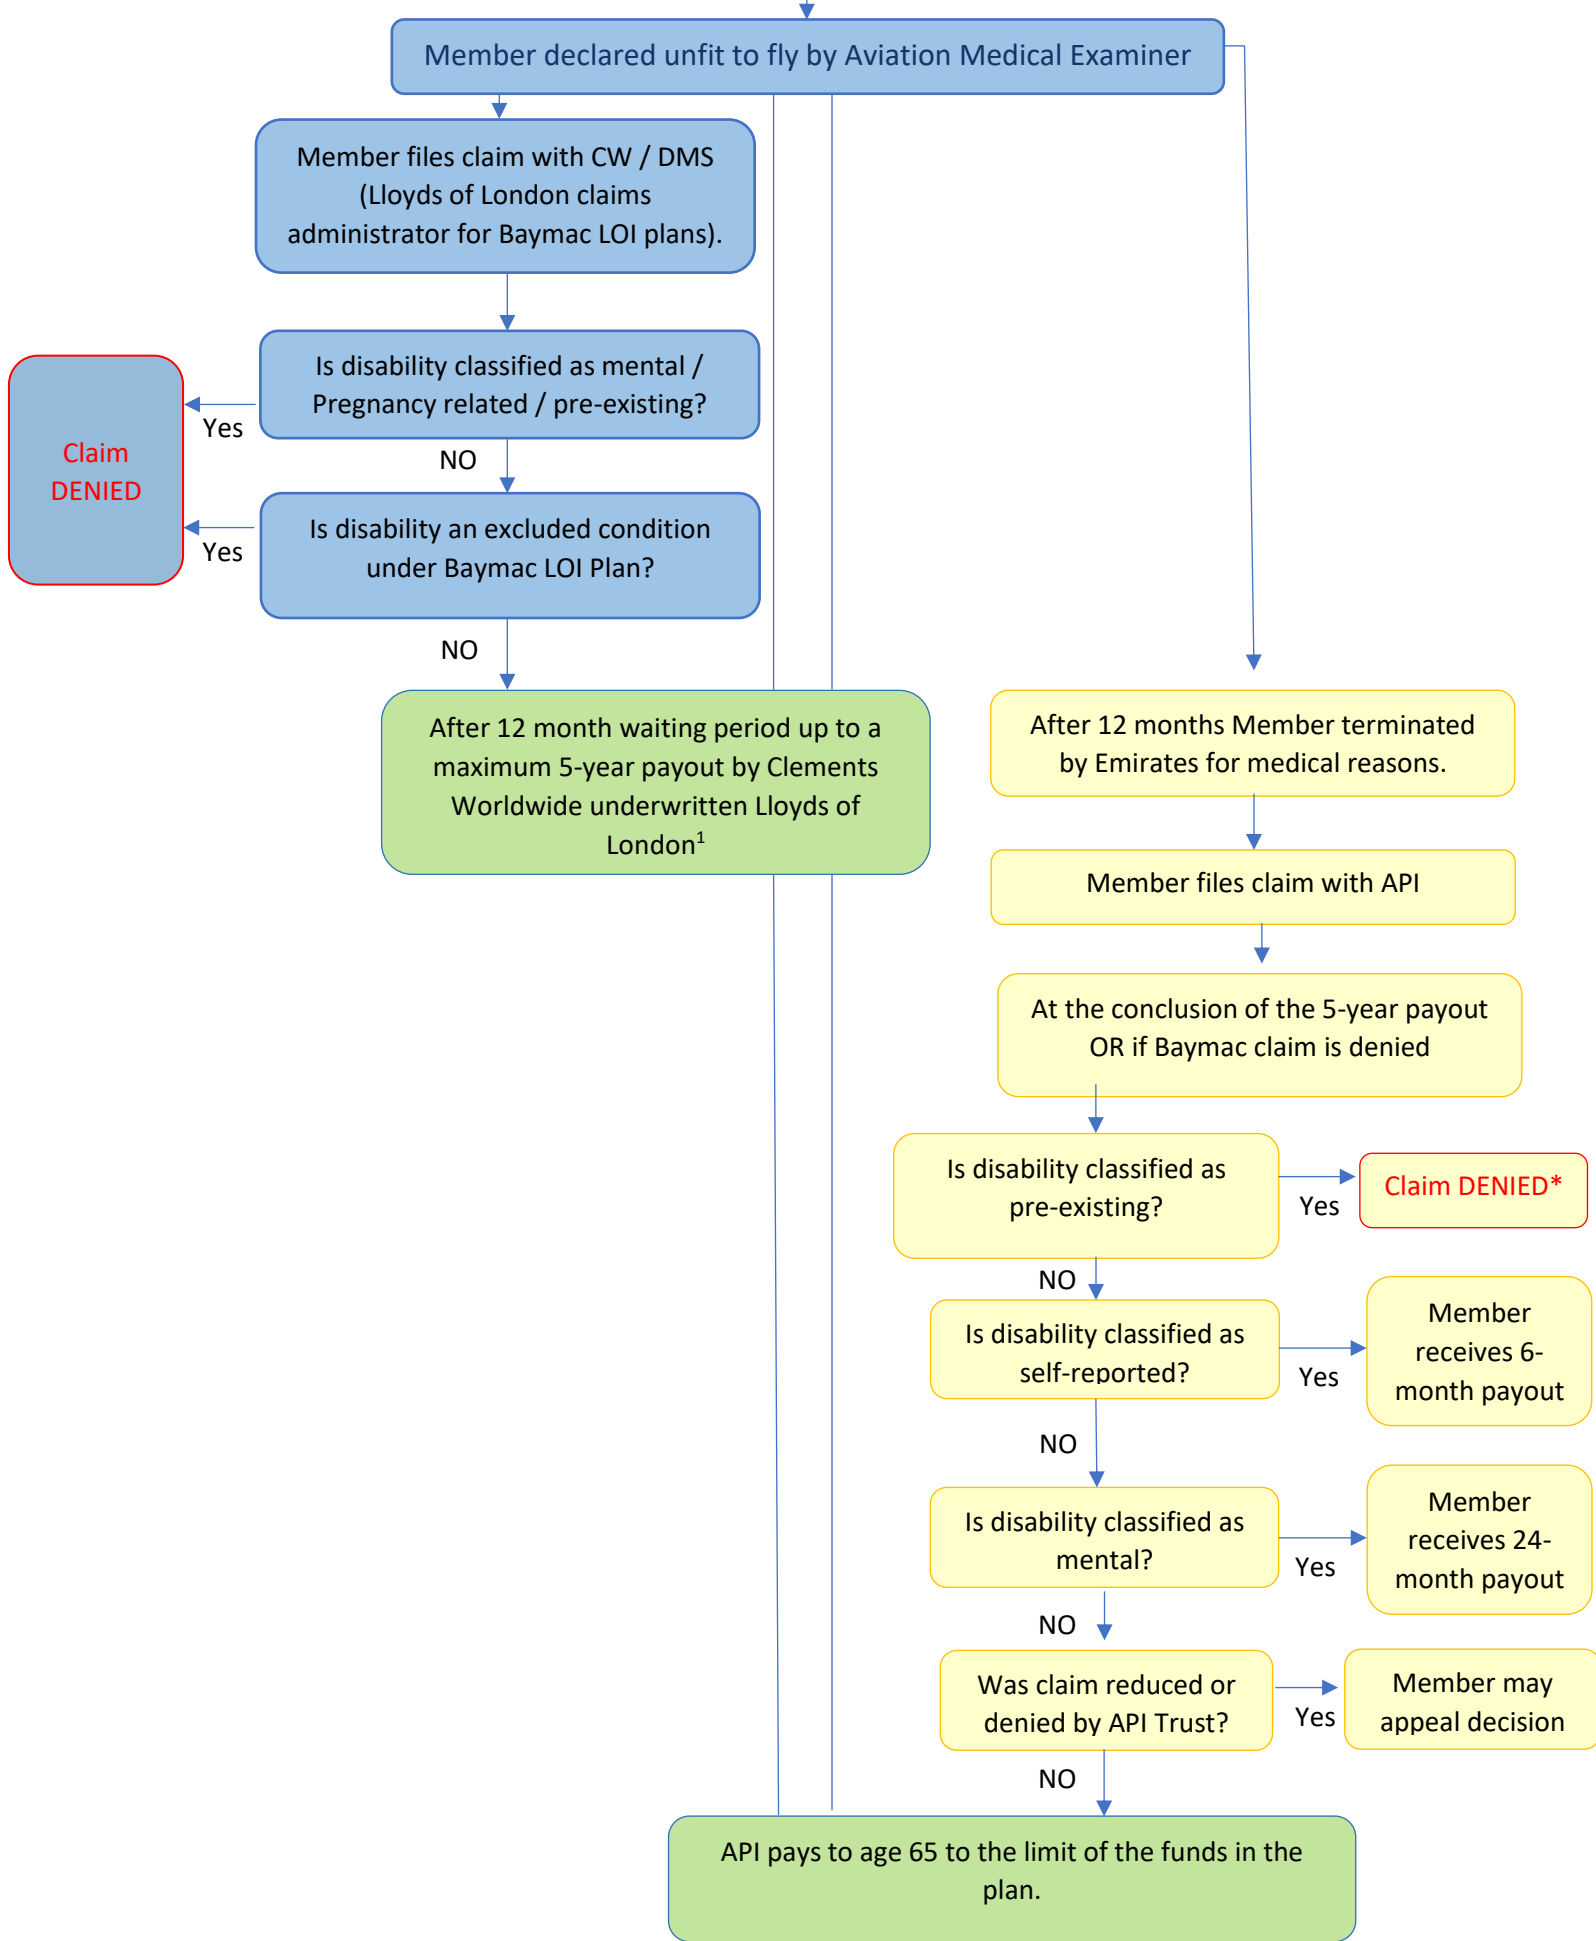 Member declared unfit to fly by Aviation Medical Examiner
Member files claim with CW / DMS
(Lloyds of London claims
administrator for Baymac LOI plans).
Is disability classified as mental /
Pregnancy related / pre-existing?
Yes
Claim
DENIED
NO
Is disability an excluded condition
under Baymac LOI Plan?
Yes
NO
After 12 month waiting period up to a
maximum 5-year payout by Clements
Worldwide underwritten Lloyds of
London1
After 12 months Member terminated
by Emirates for medical reasons.
Member files claim with API
At the conclusion of the 5-year payout
OR if Baymac claim is denied
Is disability classified as
pre-existing?
Yes
Claim DENIED*
NO
Is disability classified as
self-reported?
Yes
Member
receives 6-
month payout
NO
Is disability classified as
mental?
Yes
Member
receives 24-
month payout
NO
Was claim reduced or
denied by API Trust?
Yes
Member may
appeal decision
NO
API pays to age 65 to the limit of the funds in the
plan.